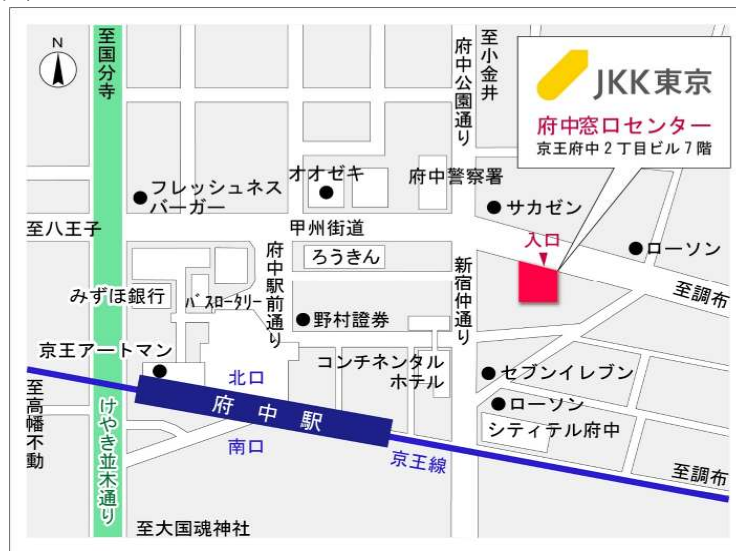 N
至国分寺
府中公園通り
至小金井
JKK東京
府中窓口センター
京王府中2丁目ビル7階
フレッシュネス
バーガー
オオゼキ
府中警察署
サカゼン
至八王子
甲州街道
入口
ローソン
ろうきん
府中駅前通り
新宿仲通り
至調布
みずほ銀行
バスロータリー
野村證券
京王アートマン
コンチネンタル
ホテル
セブンイレブン
北口
ローソン
府中駅
シティテル府中
至高幡不動
けやき並木通り
南口
京王線
至調布
至大国魂神社